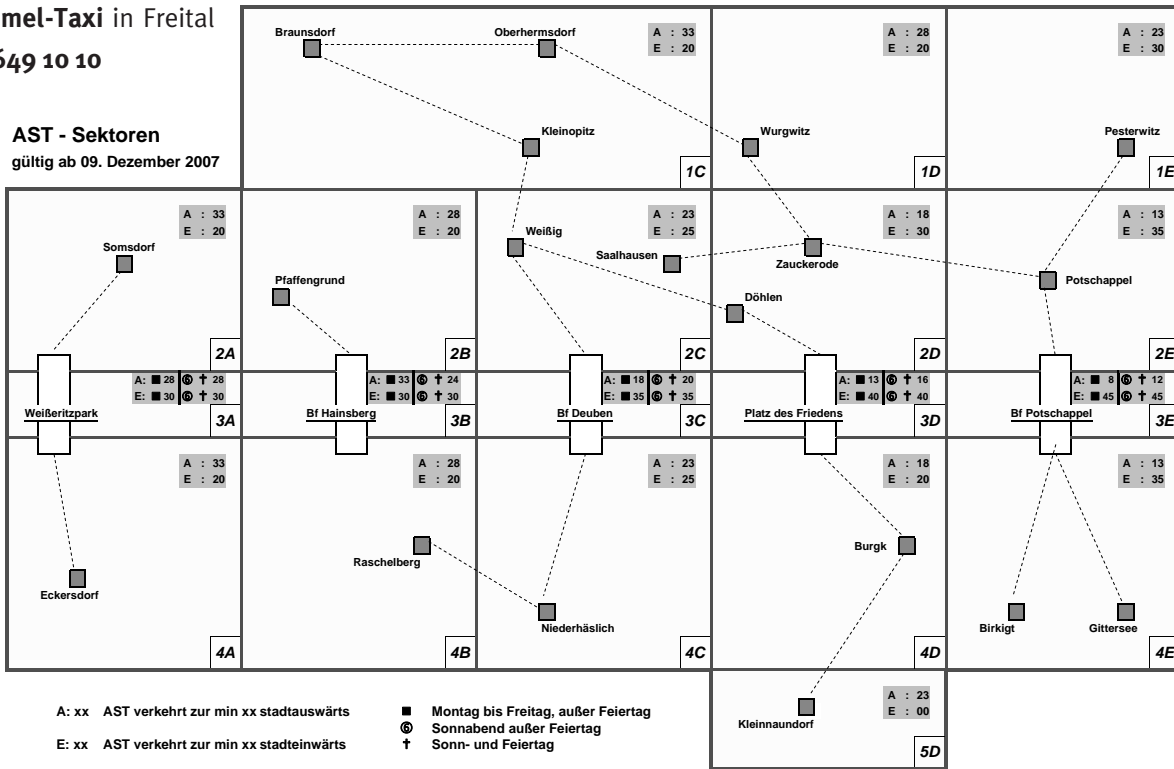 mel-Taxi in Freital
649 10 10
AST - Sektoren
gültig ab 09. Dezember 2007
Braunsdorf
Oberhermsdorf
A : 33
E : 20
Kleinopitz
1C
A : 28
E : 20
Wurgwitz
1D
A : 23
E : 30
Pesterwitz
1E
A : 33
E : 20
Somsdorf
2A
A : 28
E : 20
Pfaffengrund
2B
A : 23
E : 25
Weißig
Saalhausen
2C
A : 18
E : 30
Zauckerode
Döhlen
2D
A : 13
E : 35
Potschappel
2E
A: ■ 28 ⑥ † 28
E: ■ 30 ⑥ † 30
Weißeritzpark
3A
A: ■ 33 ⑥ † 24
E: ■ 30 ⑥ † 30
Bf Hainsberg
3B
A: ■ 18 ⑥ † 20
E: ■ 35 ⑥ † 35
Bf Deuben
3C
A: ■ 13 ⑥ † 16
E: ■ 40 ⑥ † 40
Platz des Friedens
3D
A: ■ 8 ⑥ † 12
E: ■ 45 ⑥ † 45
Bf Potschappel
3E
A : 33
E : 20
Eckersdorf
4A
A : 28
E : 20
Raschelberg
4B
A : 23
E : 25
Niederhäslich
4C
A : 18
E : 20
Burgk
4D
A : 13
E : 35
Birkigt
Gittersee
4E
A : 23
E : 00
Kleinnaundorf
5D
A: xx AST verkehrt zur min xx stadtauswärts
E: xx AST verkehrt zur min xx stadteinwärts
■ Montag bis Freitag, außer Feiertag
⑥ Sonnabend außer Feiertag
† Sonn- und Feiertag